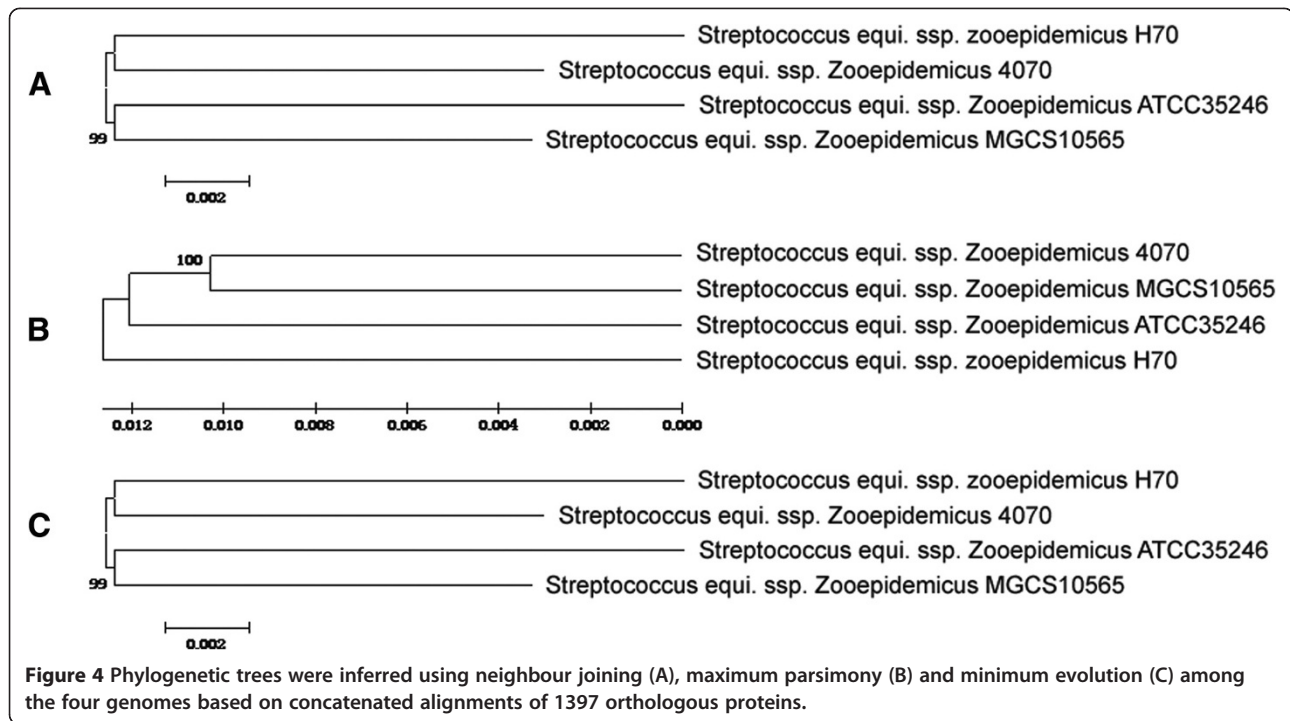 A
Streptococcus equi. ssp. zooepidemicus H70
Streptococcus equi. ssp. Zooepidemicus 4070
Streptococcus equi. ssp. Zooepidemicus ATCC35246
99
Streptococcus equi. ssp. Zooepidemicus MGCS10565
0.002
B
100
Streptococcus equi. ssp. Zooepidemicus 4070
Streptococcus equi. ssp. Zooepidemicus MGCS10565
Streptococcus equi. ssp. Zooepidemicus ATCC35246
Streptococcus equi. ssp. zooepidemicus H70
0.012 0.010 0.008 0.006 0.004 0.002 0.000
C
Streptococcus equi. ssp. zooepidemicus H70
Streptococcus equi. ssp. Zooepidemicus 4070
Streptococcus equi. ssp. Zooepidemicus ATCC35246
99
Streptococcus equi. ssp. Zooepidemicus MGCS10565
0.002
Figure 4 Phylogenetic trees were inferred using neighbour joining (A), maximum parsimony (B) and minimum evolution (C) among
the four genomes based on concatenated alignments of 1397 orthologous proteins.